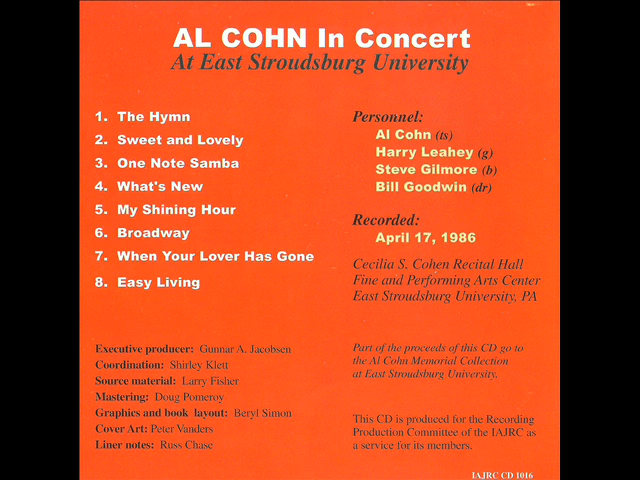 AL COHN In Concert
At East Stroudsburg University
1. The Hymn
2. Sweet and Lovely
3. One Note Samba
4. What's New
5. My Shining Hour
6. Broadway
7. When Your Lover Has Gone
8. Easy Living
Personnel:
Al Cohn (ts)
Harry Leahey (g)
Steve Gilmore (b)
Bill Goodwin (dr)
Recorded:
April 17, 1986
Cecilia S. Cohen Recital Hall
Fine and Performing Arts Center
East Stroudsburg University, PA
Executive producer: Gunnar A. Jacobsen
Coordination: Shirley Klett
Source material: Larry Fisher
Mastering: Doug Pomeroy
Graphics and book layout: Beryl Simon
Cover Art: Peter Vanders
Liner notes: Russ Chase
Part of the proceeds of this CD go to
the Al Cohn Memorial Collection
at East Stroudsburg University.
This CD is produced for the Recording
Production Committee of the IAJRC as
a service for its members.
IAJRC CD 1016